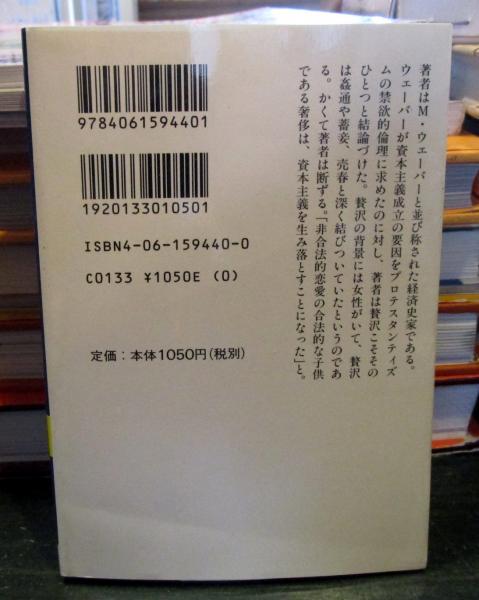 著者はM・ウェーバーと並び称された経済史家である。
ウェーバーが資本主義成立の要因をプロテスタンティズ
ムの禁欲的倫理に求めたのに対し、著者は贅沢こそその
ひとつと結論づけた。贅沢の背景には女性がいて、贅沢
は姦通や蓄妾、売春と深く結びついていたというのであ
る。かくて著者は断ずる。「非合法的恋愛の合法的な子供
である奢侈は、資本主義を生み落とすことになった」と。
9784061594401
1920133010501
ISBN4-06-159440-0
C0133 ¥1050E (0)
定価：本体1050円（税別）